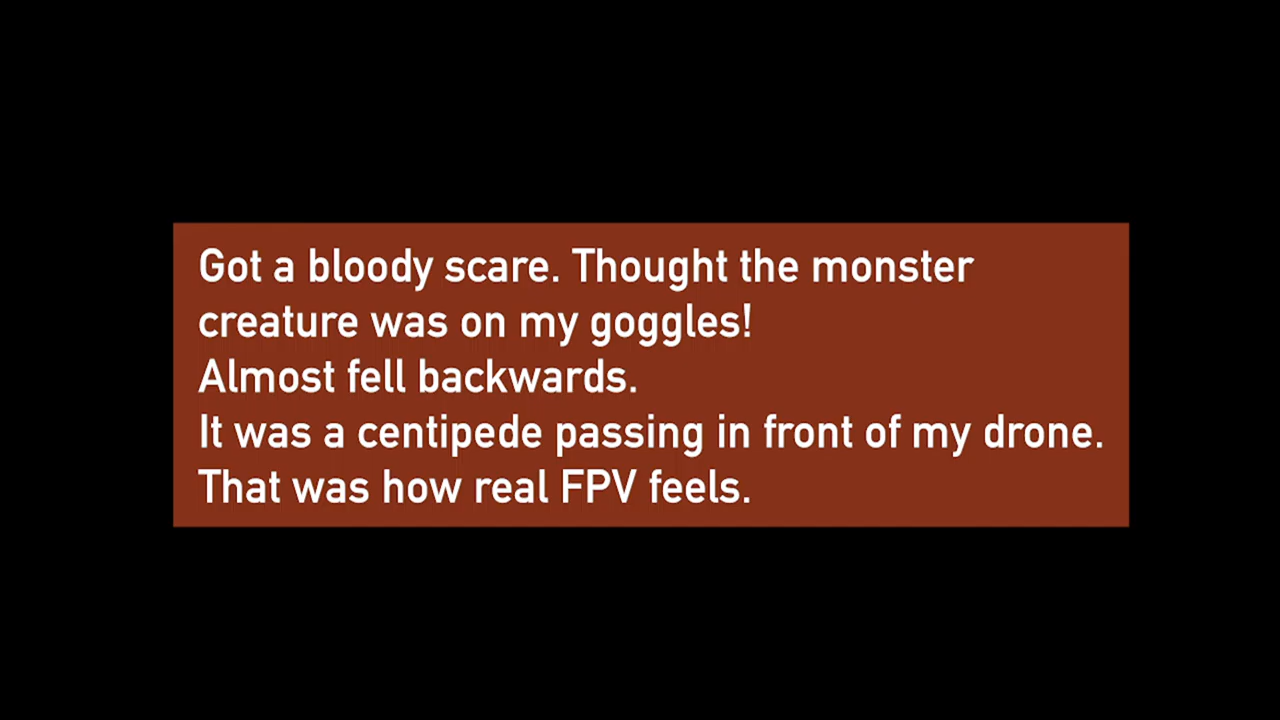 Got a bloody scare. Thought the monster
creature was on my goggles!
Almost fell backwards.
It was a centipede passing in front of my drone.
That was how real FPV feels.